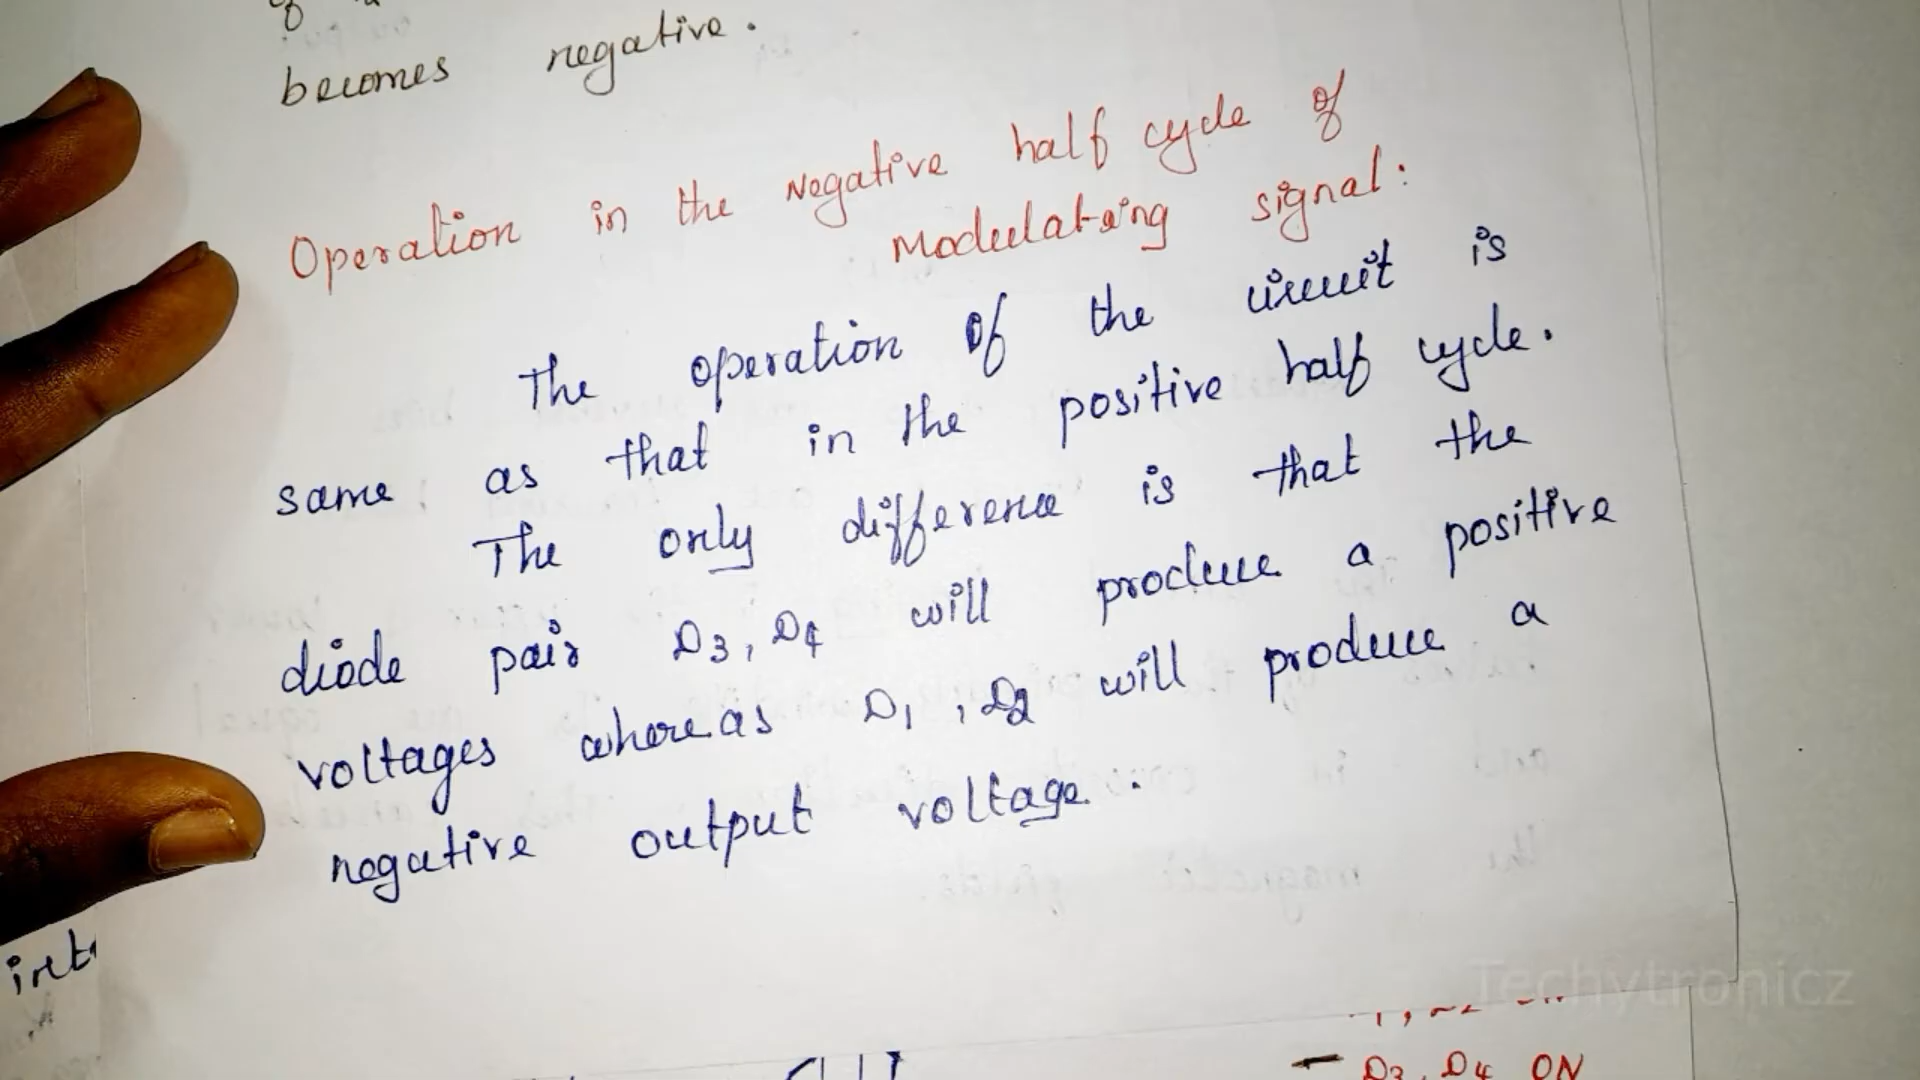 becomes negative.
Operation in the Negative half cycle of
Modulating signal:
The operation of the circuit is
same as that in the positive half cycle.
The only difference is that the
diode pair D3, D4 will produce a positive
voltages whereas D1, D2 will produce a
negative output voltage.
Techytronicz
D3, D4 ON